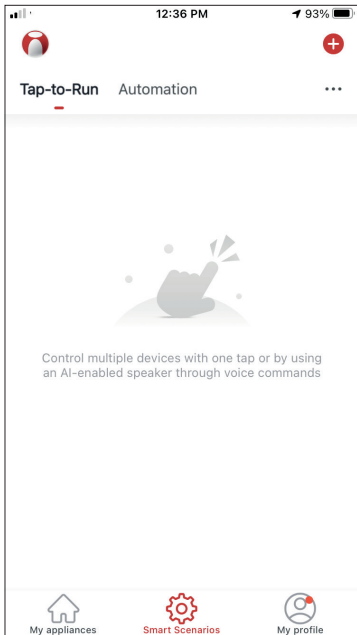 12:36 PM 93%
Tap-to-Run Automation
Control multiple devices with one tap or by using
an AI-enabled speaker through voice commands
My appliances Smart Scenarios My profile